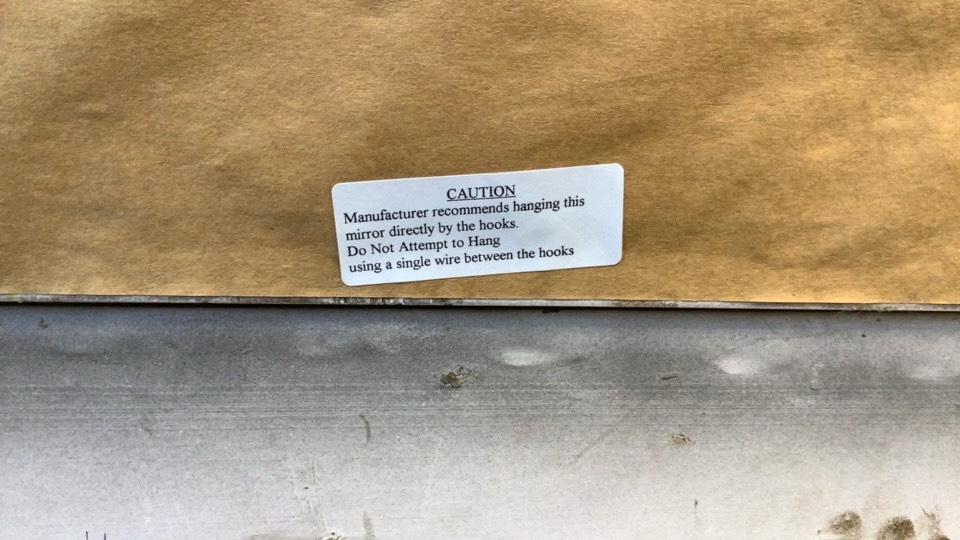 CAUTION
Manufacturer recommends hanging this
mirror directly by the hooks.
Do Not Attempt to Hang
using a single wire between the hooks